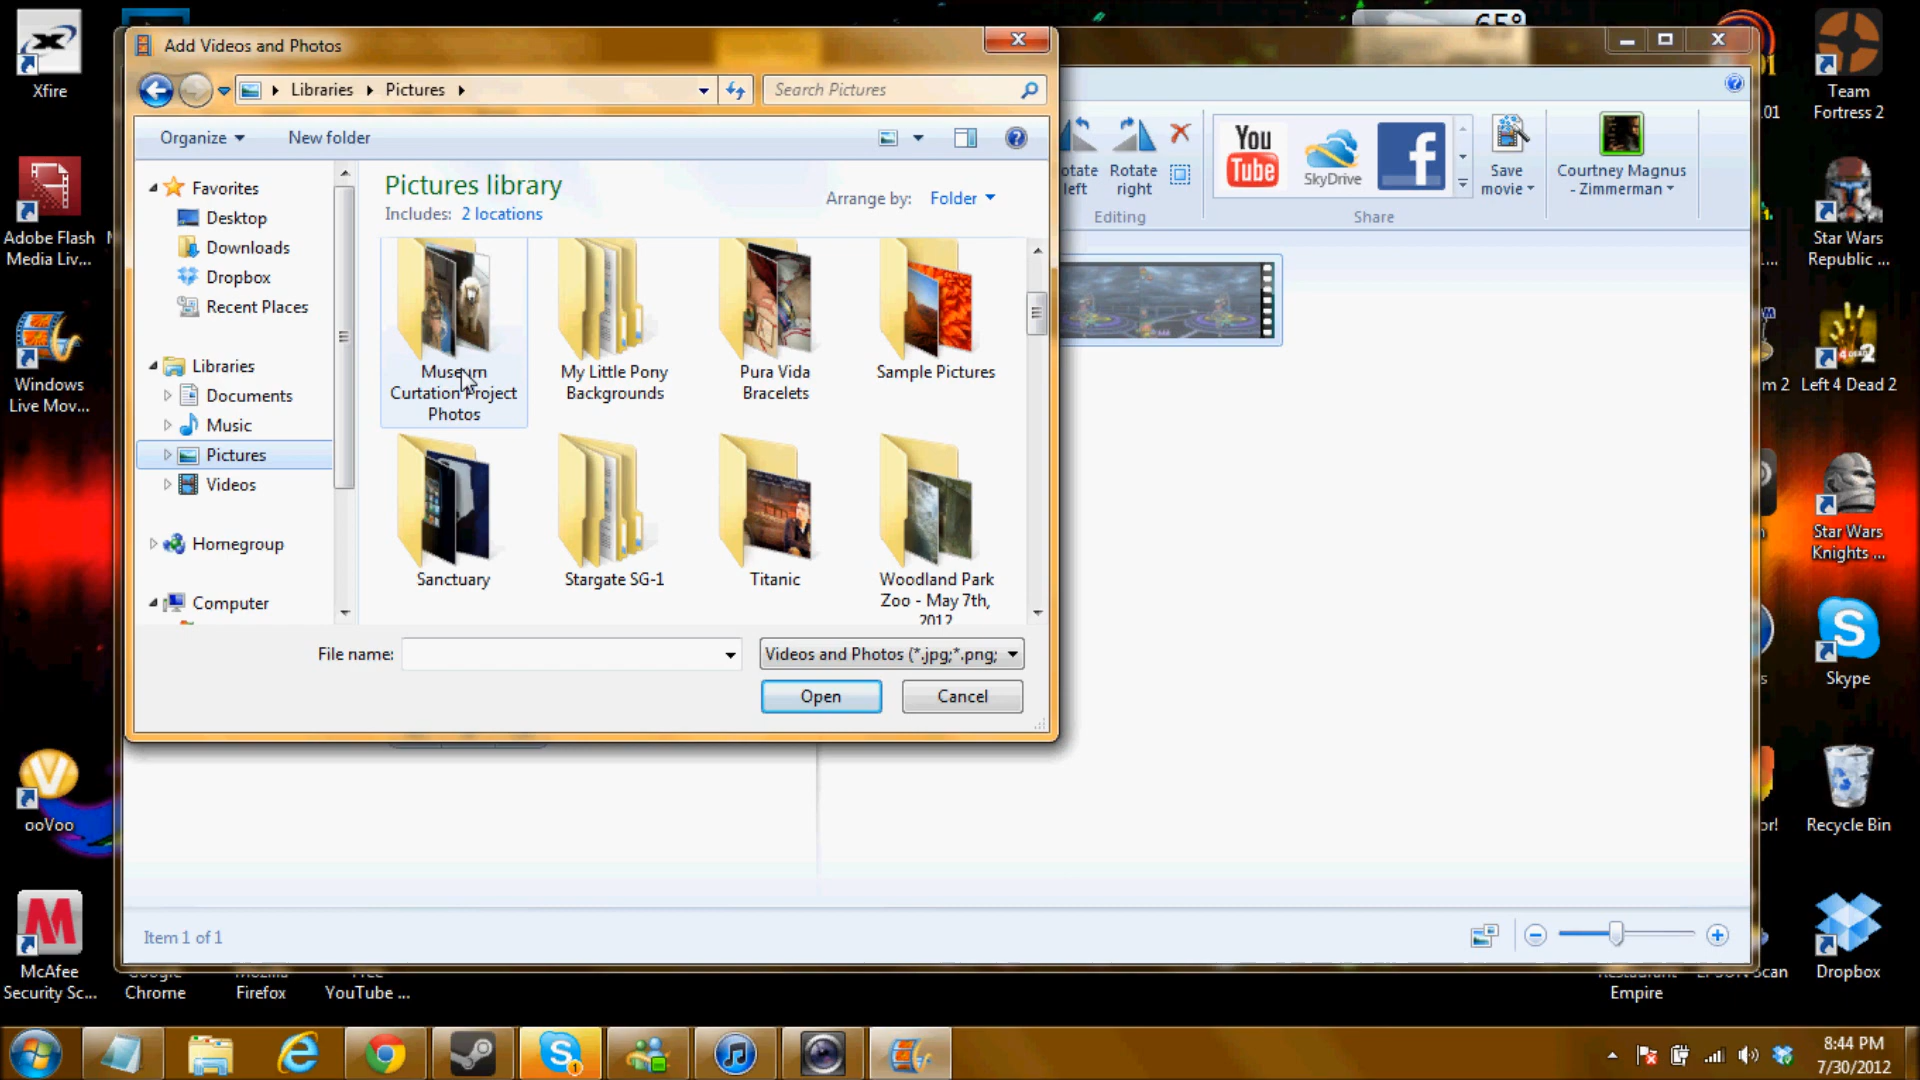 Xfire
Adobe Flash
Media Liv...
Windows
Live Mov...
ooVoo
McAfee
Security Sc...
Add Videos and Photos
Libraries
Pictures
Search Pictures
Organize
New folder
Favorites
Desktop
Downloads
Dropbox
Recent Places
Libraries
Documents
Music
Pictures
Videos
Homegroup
Computer
Pictures library
Includes: 2 locations
Arrange by: Folder
Museum
Curtation Project
Photos
My Little Pony
Backgrounds
Pura Vida
Bracelets
Sample Pictures
Sanctuary
Stargate SG-1
Titanic
Woodland Park
Zoo - May 7th,
2012
File name:
Videos and Photos (*.jpg;*.png;
Open
Cancel
65°
Rotate
right
left
Editing
You
Tube
SkyDrive
f
Share
Save
movie
Courtney Magnus
- Zimmerman
Item 1 of 1
Team
Fortress 2
Star Wars
Republic ...
Left 4 Dead 2
Star Wars
Knights ...
Skype
Recycle Bin
Dropbox
Chrome
Firefox
YouTube ...
Empire
8:44 PM
7/30/2012